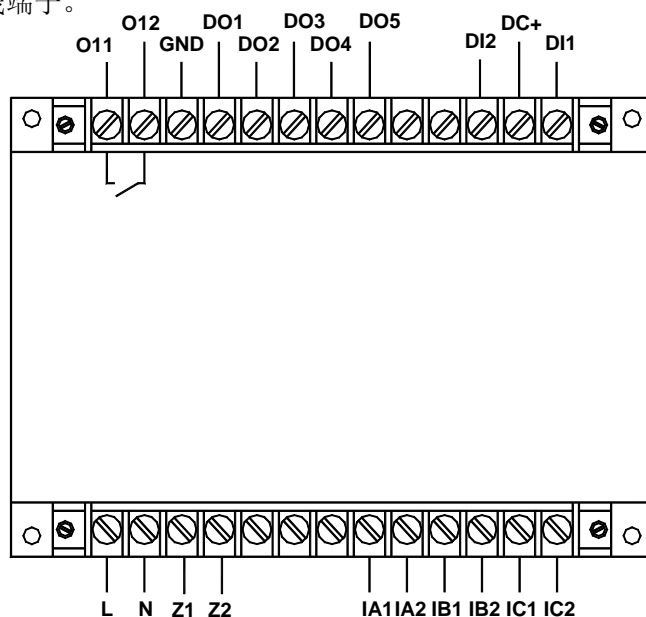 线端子。
O12 DO1 DO3 DO5 DC+
O11 GND DO2 DO4 DI2 DI1
L N Z1 Z2 IA1 IA2 IB1 IB2 IC1 IC2